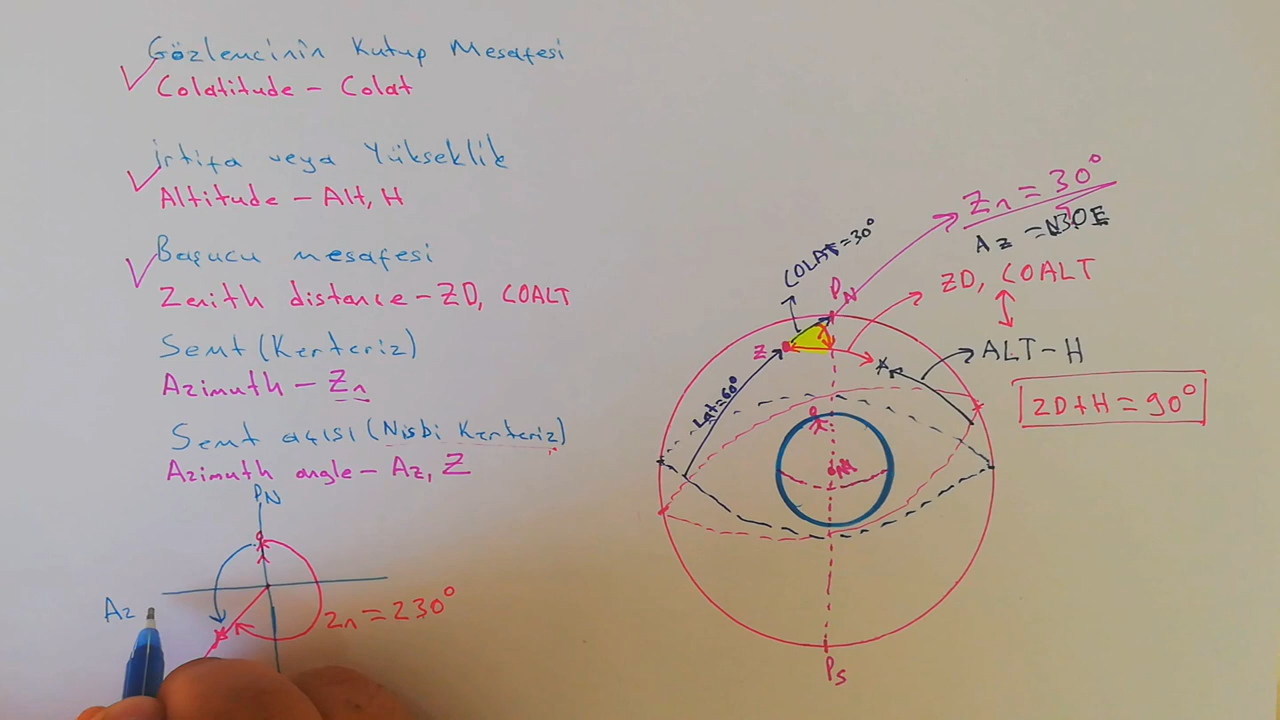 Gözlemcinin Kutup Mesafesi
Colatitude - Colat
İrtifa veya Yükseklik
Altitude - Alt, H
Başucu mesafesi
Zenith distance - ZD, COALT
Semt (Kerteriz)
Azimuth - Zn
Semt açısı (Nisbi Kerteriz)
Azimuth angle - Az, Z
PN
Az
Zn = 230°
Zn = 30°
Az = N30E
COLAT = 30°
PN
ZD, COALT
Z
ALT - H
Lat = 60°
ZD + H = 90°
Ps